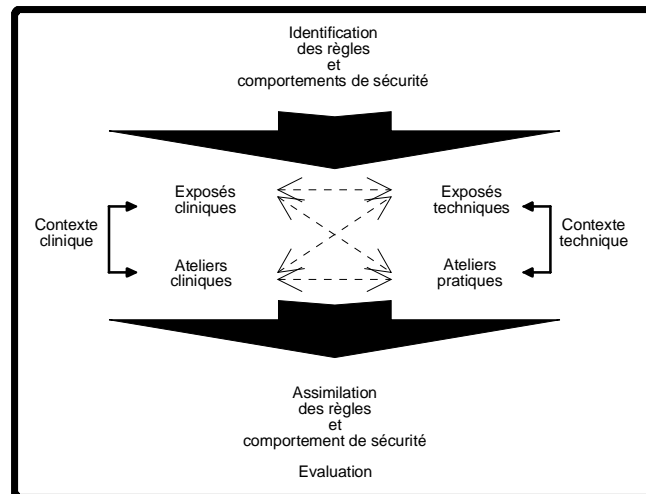 Identification
des règles
et
comportements de sécurité
Exposés
cliniques
Exposés
techniques
Contexte
clinique
Contexte
technique
Ateliers
cliniques
Ateliers
pratiques
Assimilation
des règles
et
comportement de sécurité
Evaluation